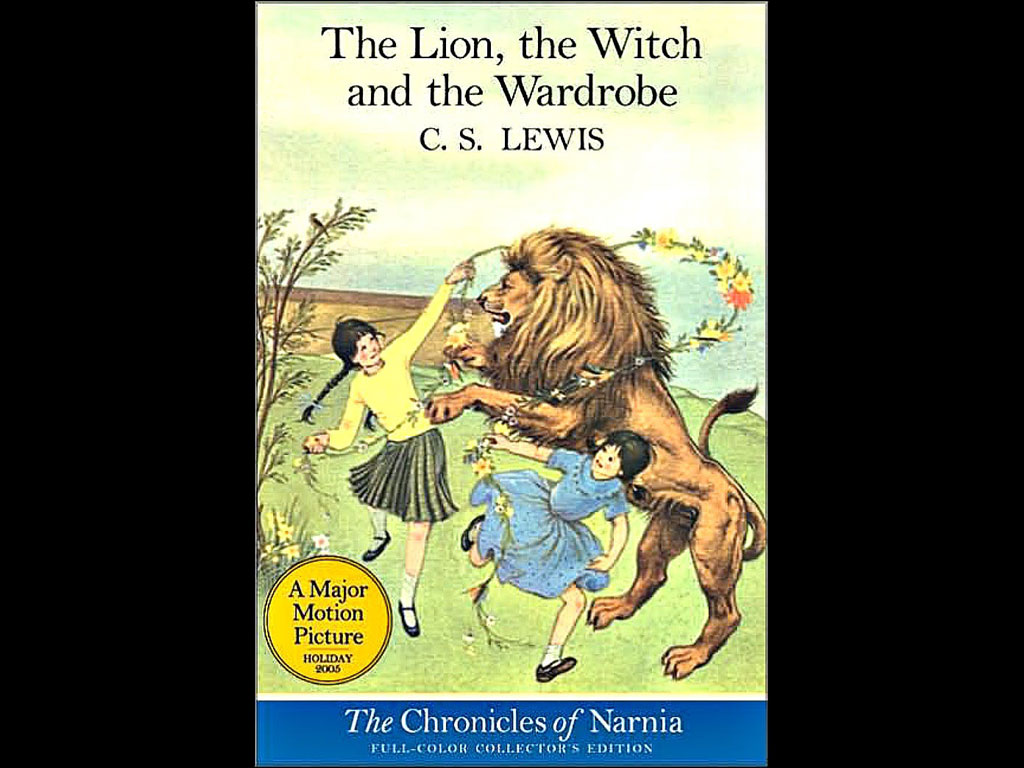 The Lion, the Witch
and the Wardrobe
C. S. LEWIS
A Major
Motion
Picture
HOLIDAY
2005
The Chronicles of Narnia
FULL-COLOR COLLECTOR'S EDITION